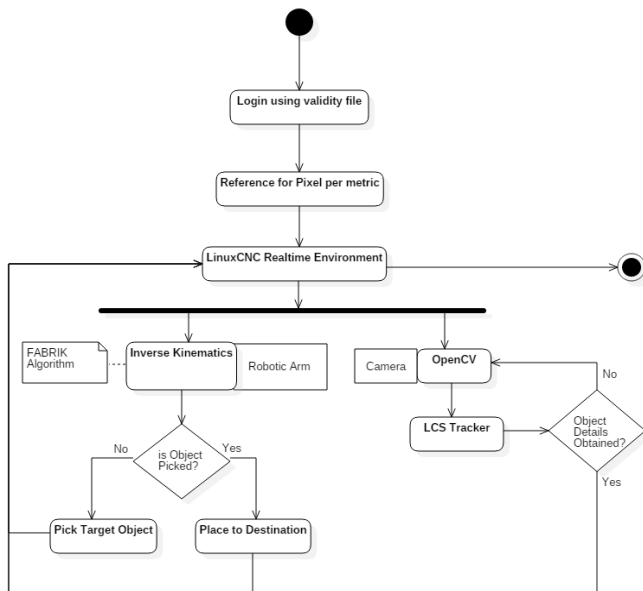 Login using validity file
Reference for Pixel per metric
LinuxCNC Realtime Environment
FABRIK
Algorithm
Inverse Kinematics
Robotic Arm
Camera
OpenCV
No
LCS Tracker
Object
Details
Obtained?
Yes
No
is Object
Picked?
Yes
Pick Target Object
Place to Destination